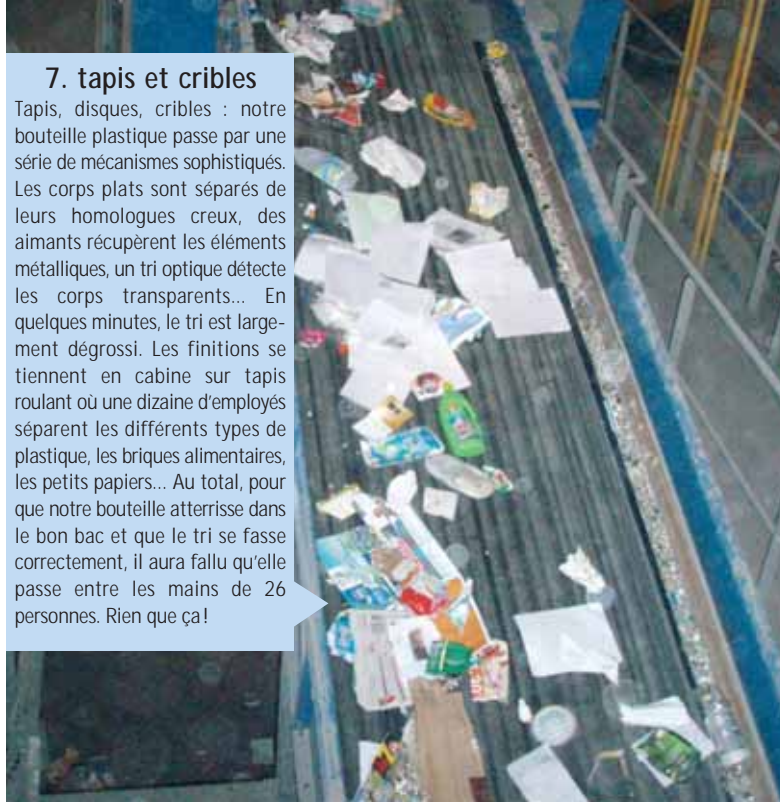 7. tapis et cribles
Tapis, disques, cribles : notre
bouteille plastique passe par une
série de mécanismes sophistiqués.
Les corps plats sont séparés de
leurs homologues creux, des
aimants récupèrent les éléments
métalliques, un tri optique détecte
les corps transparents... En
quelques minutes, le tri est large-
ment dégrossi. Les finitions se
tiennent en cabine sur tapis
roulant où une dizaine d'employés
séparent les différents types de
plastique, les briques alimentaires,
les petits papiers... Au total, pour
que notre bouteille atterrisse dans
le bon bac et que le tri se fasse
correctement, il aura fallu qu'elle
passe entre les mains de 26
personnes. Rien que ça !